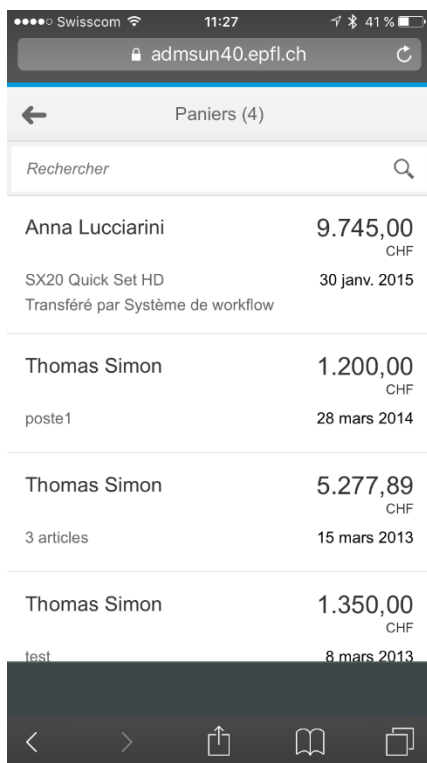 Swisscom 11:27 41 %
admsun40.epfl.ch
Paniers (4)
Rechercher
Anna Lucciarini 9.745,00
CHF
SX20 Quick Set HD 30 janv. 2015
Transféré par Système de workflow
Thomas Simon 1.200,00
CHF
poste1 28 mars 2014
Thomas Simon 5.277,89
CHF
3 articles 15 mars 2013
Thomas Simon 1.350,00
CHF
test 8 mars 2013